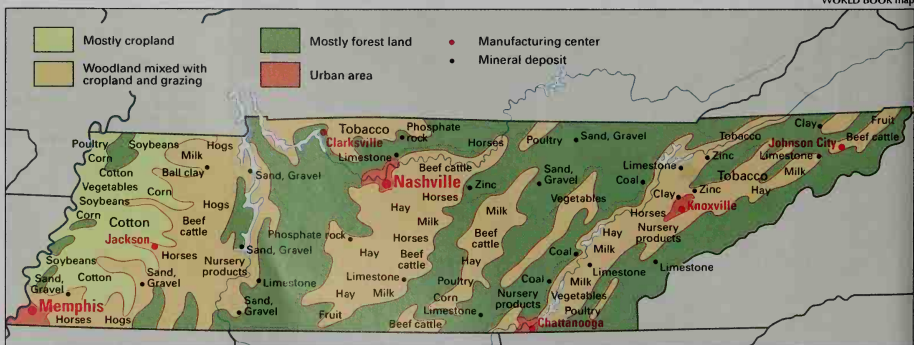 WORLD BOOK map
Mostly cropland
Woodland mixed with
cropland and grazing
Mostly forest land
Urban area
Manufacturing center
Mineral deposit
Poultry
Corn
Soybeans
Hogs
Milk
Ball clay
Cotton
Vegetables
Corn
Soybeans
Corn
Cotton
Hogs
Beef
cattle
Jackson
Horses
Soybeans
Cotton
Sand,
Gravel
Sand,
Gravel
Memphis
Horses
Hogs
Sand, Gravel
Sand, Gravel
Nursery
products
Limestone
Sand,
Gravel
Tobacco
Clarksville
Phosphate
rock
Limestone
Horses
Beef cattle
Nashville
Horses
Zinc
Hay
Milk
Phosphate rock
Horses
Hay
Beef
cattle
Limestone
Hay
Milk
Fruit
Beef cattle
Poultry
Corn
Limestone
Hay
Milk
Poultry
Sand, Gravel
Sand,
Gravel
Vegetables
Coal
Limestone
Tobacco
Zinc
Clay
Zinc
Horses
Knoxville
Nursery
products
Hay
Milk
Coal
Limestone
Coal
Milk
Vegetables
Nursery
products
Poultry
Chattanooga
Limestone
Tobacco
Hay
Milk
Clay
Fruit
Beef cattle
Johnson City
Limestone